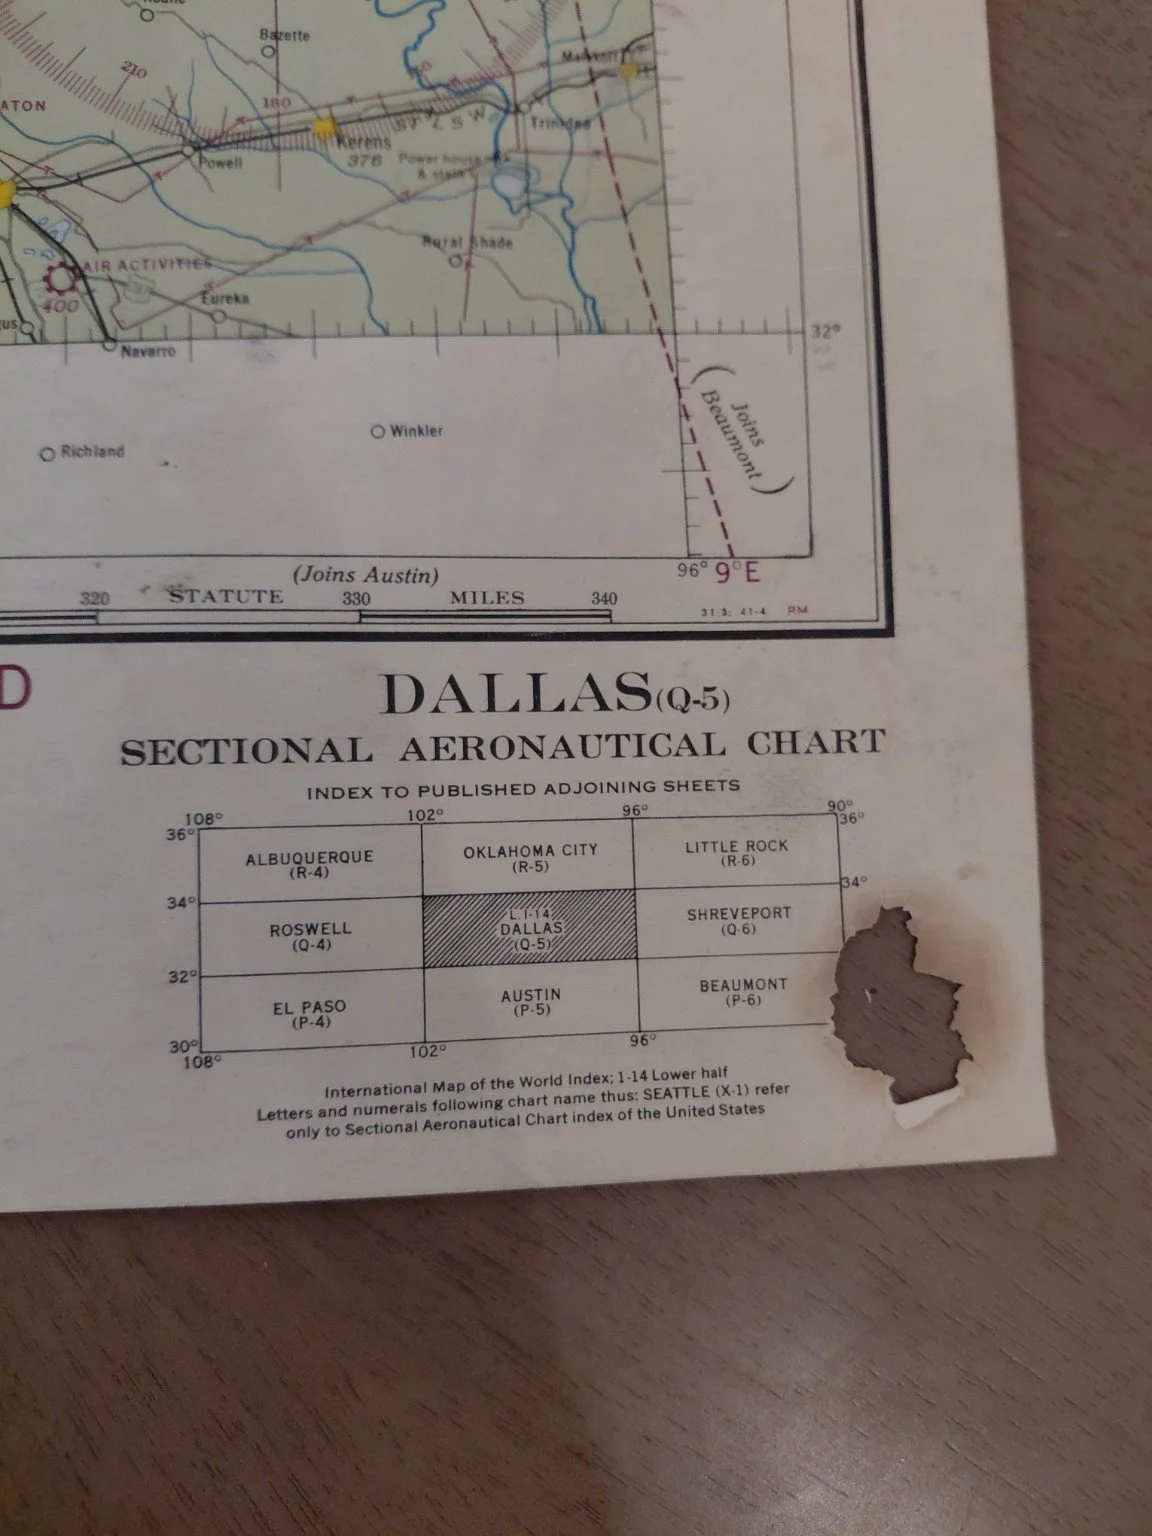 Bazette
210
ATON
180
Kerens
376
Powell
Trinidad
Power house
& stacks
Rural Shade
AIR ACTIVITIES
400
Eureka
Navarro
32°
(Joins
Beaumont)
Richland
Winkler
(Joins Austin)
96° 9°E
320 STATUTE 330 MILES 340
RM
D
DALLAS (Q-5)
SECTIONAL AERONAUTICAL CHART
INDEX TO PUBLISHED ADJOINING SHEETS
108° 102° 96° 90°
36° 36°
ALBUQUERQUE
(R-4)
OKLAHOMA CITY
(R-5)
LITTLE ROCK
(R-6)
34° 34°
ROSWELL
(Q-4)
L.I-14
DALLAS
(Q-5)
SHREVEPORT
(Q-6)
32°
EL PASO
(P-4)
AUSTIN
(P-5)
BEAUMONT
(P-6)
30°
108° 102° 96°
International Map of the World Index; 1-14 Lower half
Letters and numerals following chart name thus: SEATTLE (X-1) refer
only to Sectional Aeronautical Chart index of the United States